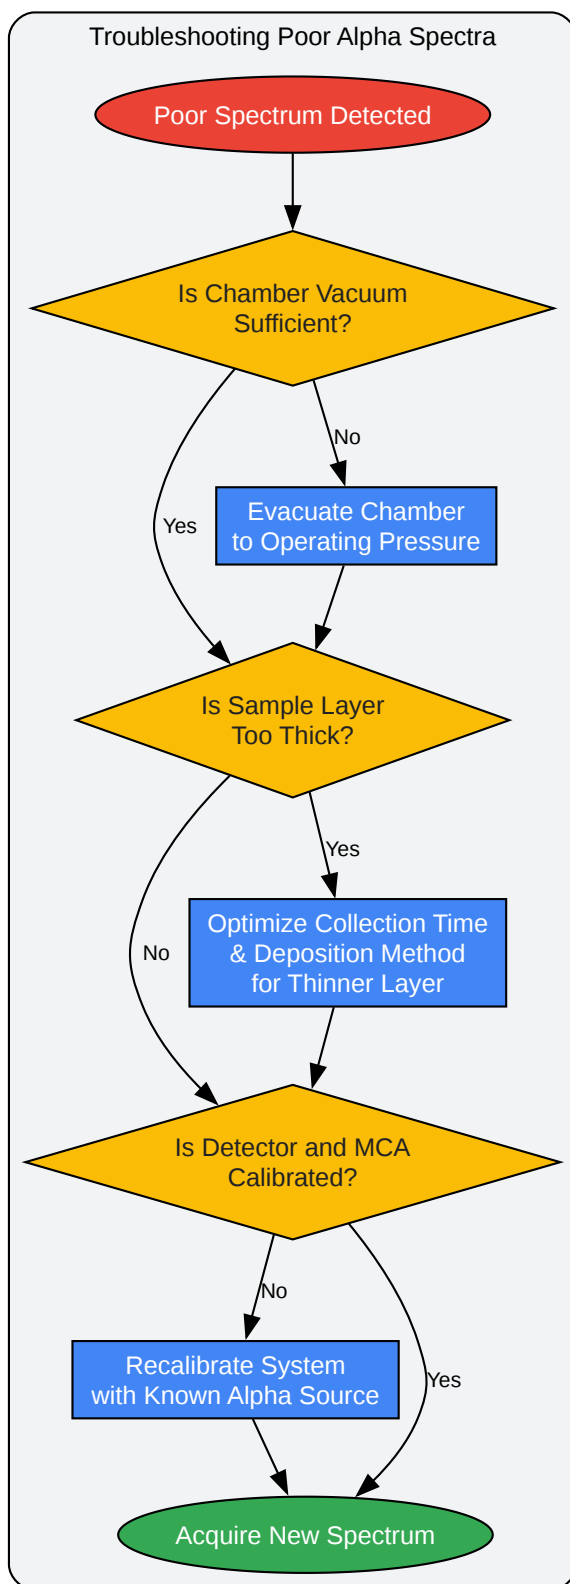 Troubleshooting Poor Alpha Spectra
Poor Spectrum Detected
Is Chamber Vacuum
Sufficient?
No
Yes
Evacuate Chamber
to Operating Pressure
Is Sample Layer
Too Thick?
Yes
No
Optimize Collection Time
& Deposition Method
for Thinner Layer
Is Detector and MCA
Calibrated?
No
Yes
Recalibrate System
with Known Alpha Source
Acquire New Spectrum